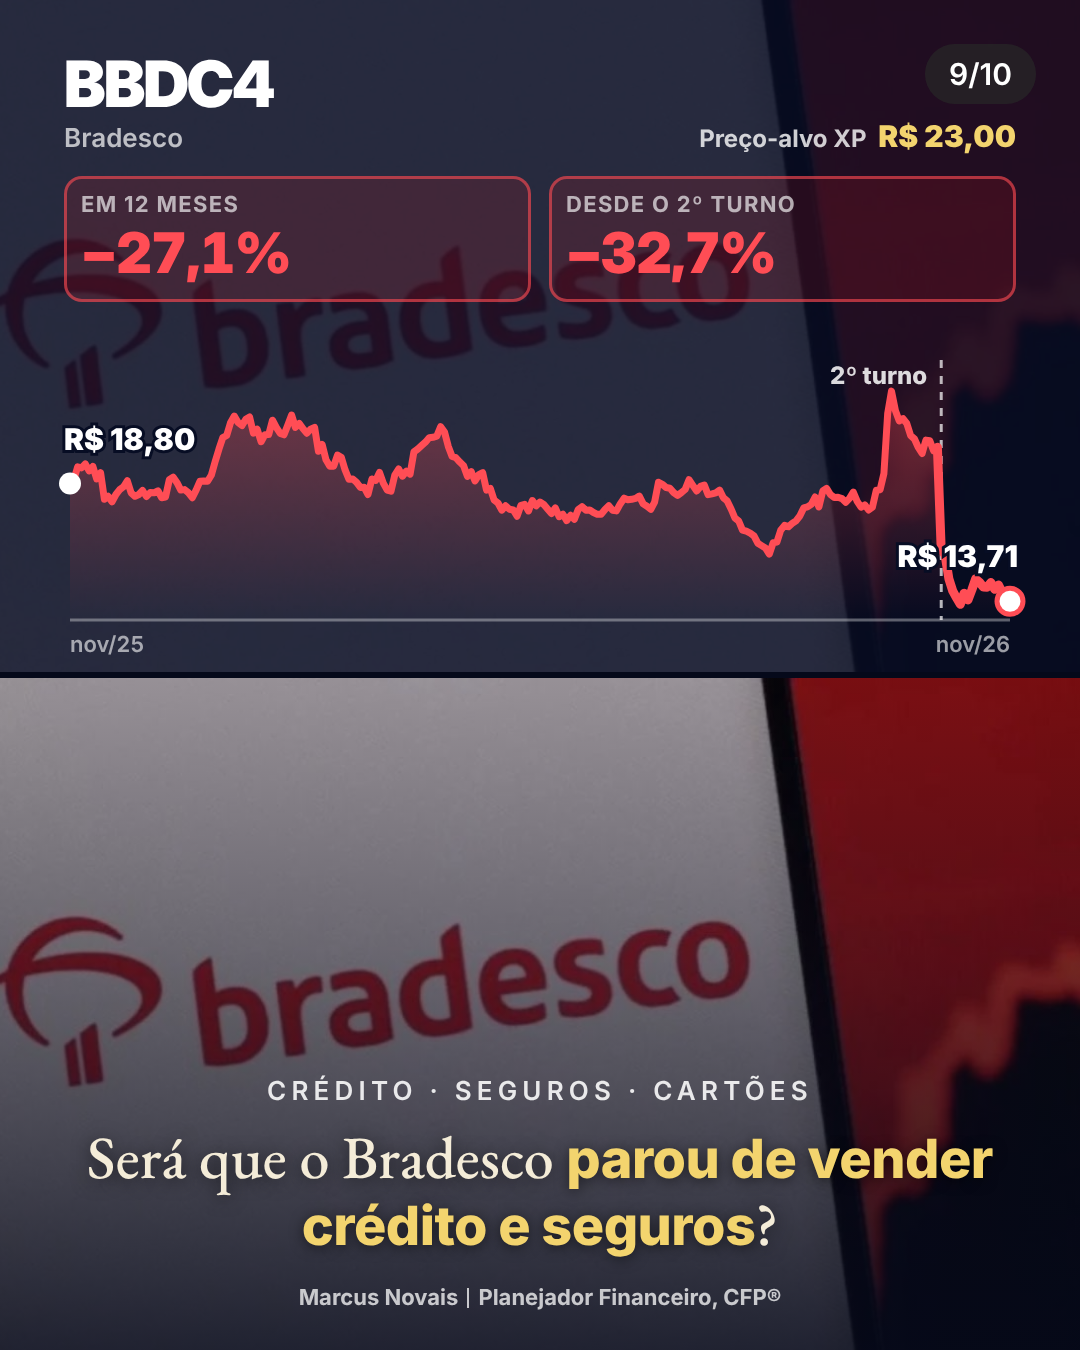 BBDC4
9/10
Bradesco
Preço-alvo XP R$ 23,00
EM 12 MESES
−27,1%
DESDE O 2º TURNO
−32,7%
bradesco
2º turno
R$ 18,80
R$ 13,71
nov/25
nov/26
bradesco
CRÉDITO · SEGUROS · CARTÕES
Será que o Bradesco parou de vender
crédito e seguros?
Marcus Novais | Planejador Financeiro, CFP®